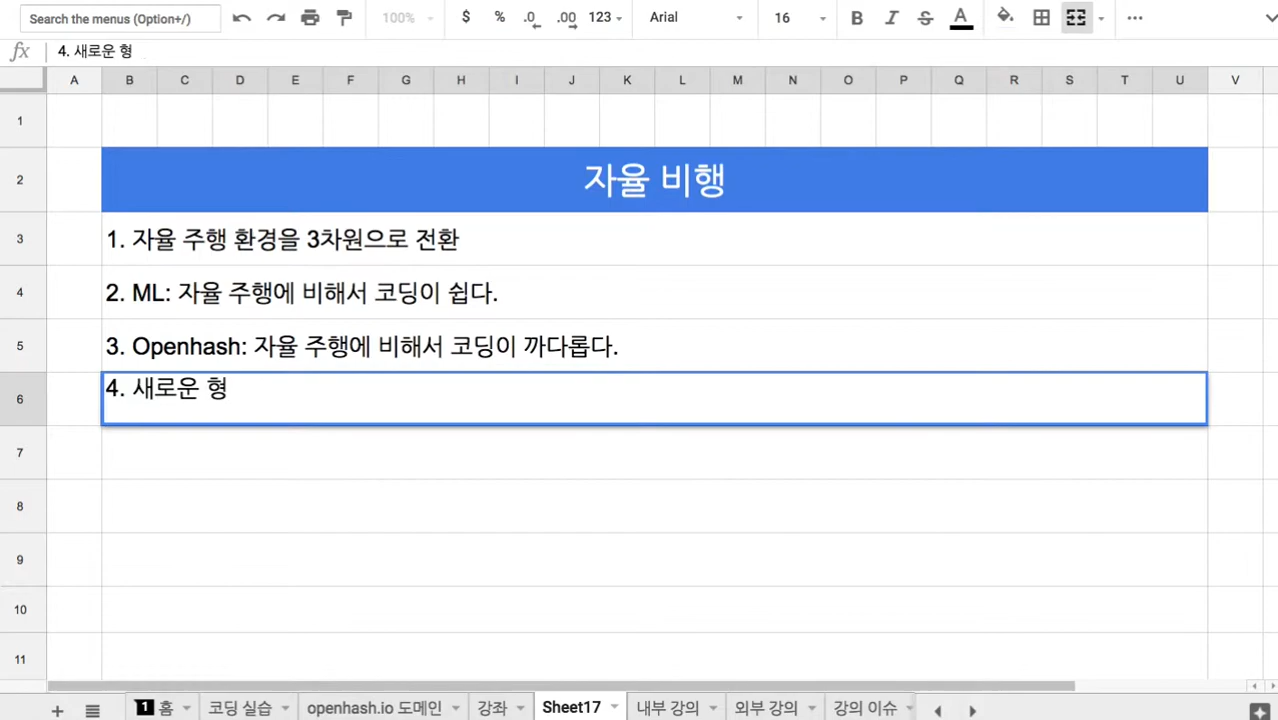 Search the menus (Option+/)
100%
$ % .0 .00 123
Arial
16
B I S A
fx 4. 새로운 형
A B C D E F G H I J K L M N O P Q R S T U V
1
2 자율 비행
3 1. 자율 주행 환경을 3차원으로 전환
4 2. ML: 자율 주행에 비해서 코딩이 쉽다.
5 3. Openhash: 자율 주행에 비해서 코딩이 까다롭다.
6 4. 새로운 형
7
8
9
10
11
+ 1 홈 코딩 실습 openhash.io 도메인 강좌 Sheet17 내부 강의 외부 강의 강의 이슈